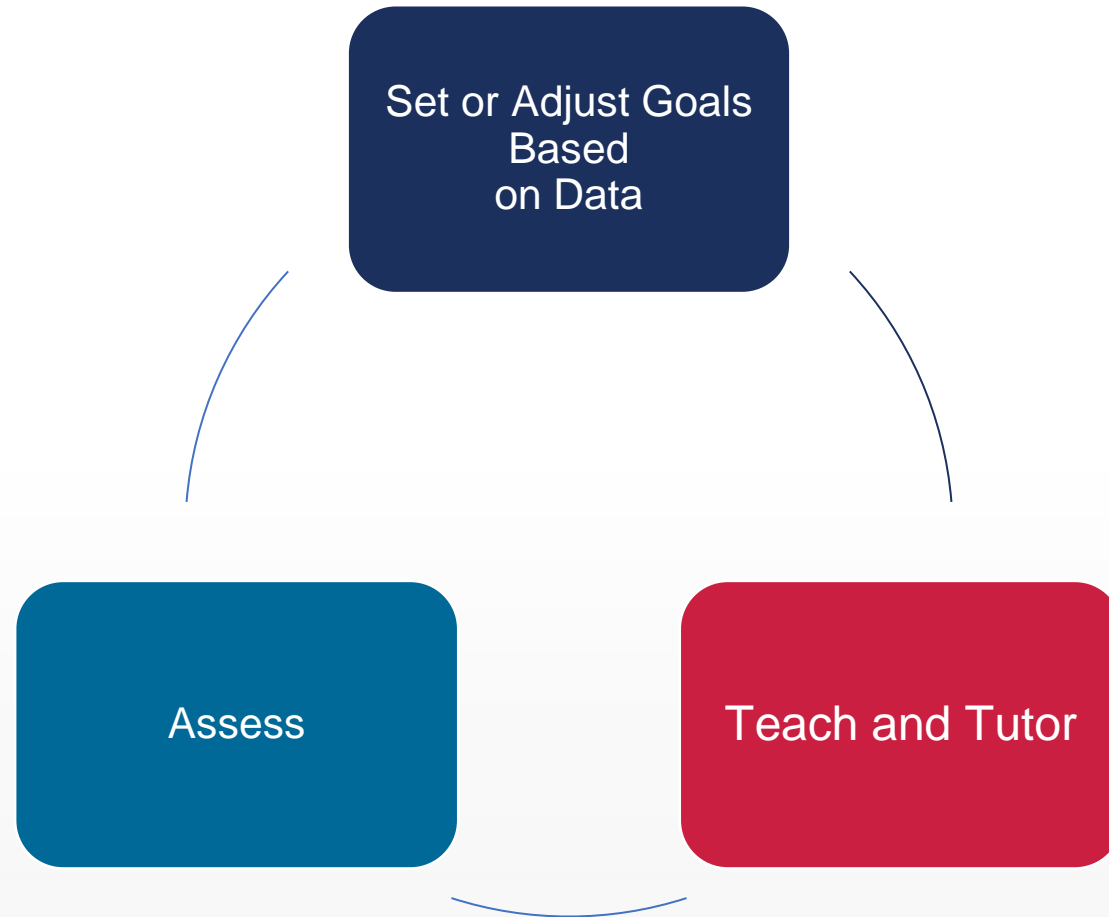 Set or Adjust Goals
Based
on Data
Assess
Teach and Tutor